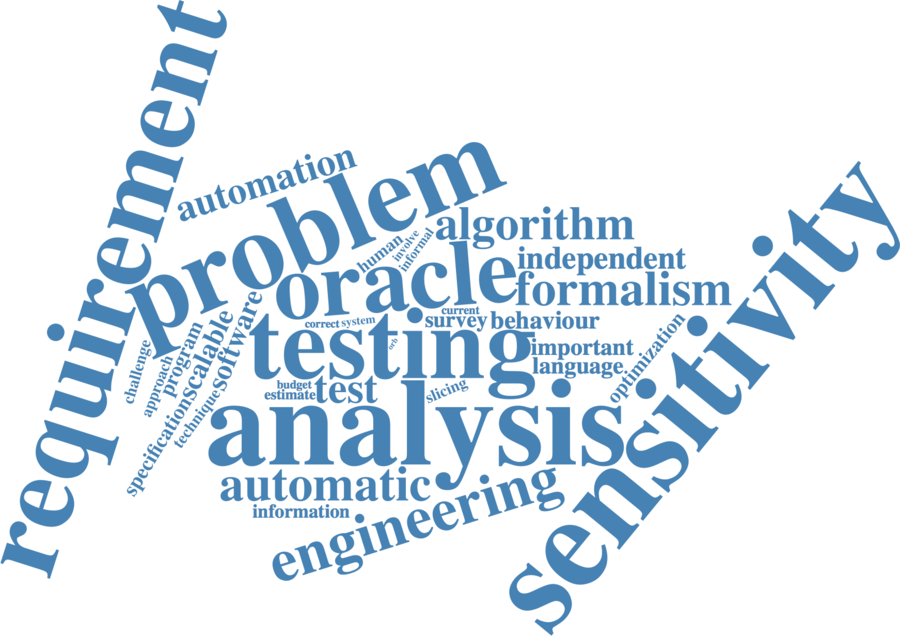 requirement
automation
problem
algorithm
human
involve
informal
oracle
independent
formalism
sensitivity
current
survey
behaviour
correct
system
testing
orb
important
language.
optimization
software
scalable
program
approach
challenge
specification
technique
budget
estimate
test
slicing
analysis
automatic
information
engineering